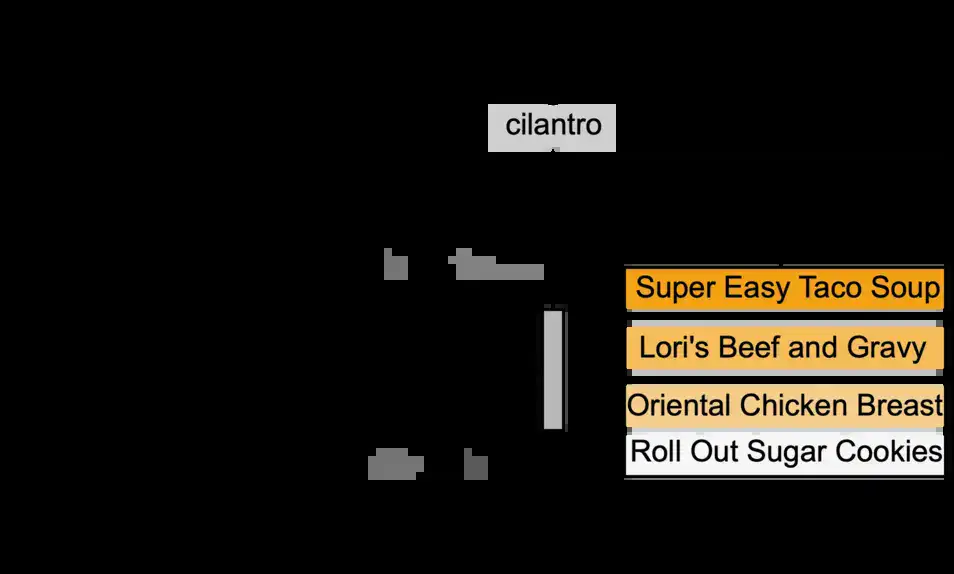 cilantro
Super Easy Taco Soup
Lori's Beef and Gravy
Oriental Chicken Breast
Roll Out Sugar Cookies